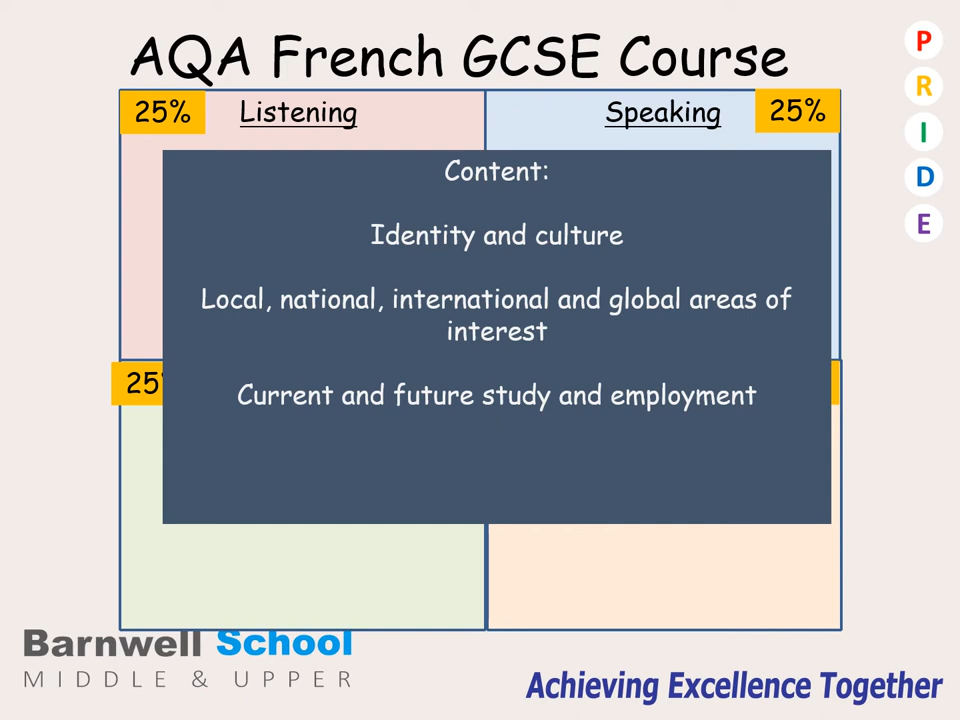 AQA French GCSE Course
P
R
I
D
E
25% Listening
Speaking 25%
Content:
Identity and culture
Local, national, international and global areas of
interest
Current and future study and employment
25
Barnwell School
MIDDLE & UPPER
Achieving Excellence Together